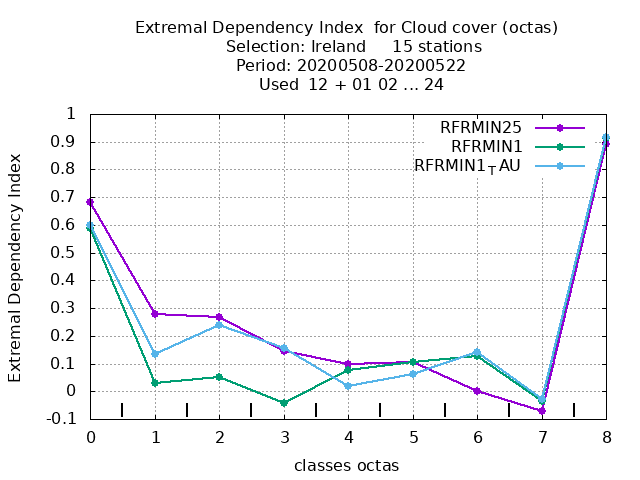 Extremal Dependency Index  for Cloud cover (octas)
Selection: Ireland     15 stations
Period: 20200508-20200522
Used  12 + 01 02 ... 24
Extremal Dependency Index
1
0.9
0.8
0.7
0.6
0.5
0.4
0.3
0.2
0.1
0
-0.1
RFRMIN25
RFRMIN1
RFRMIN1TAU
0 1 2 3 4 5 6 7 8
classes octas